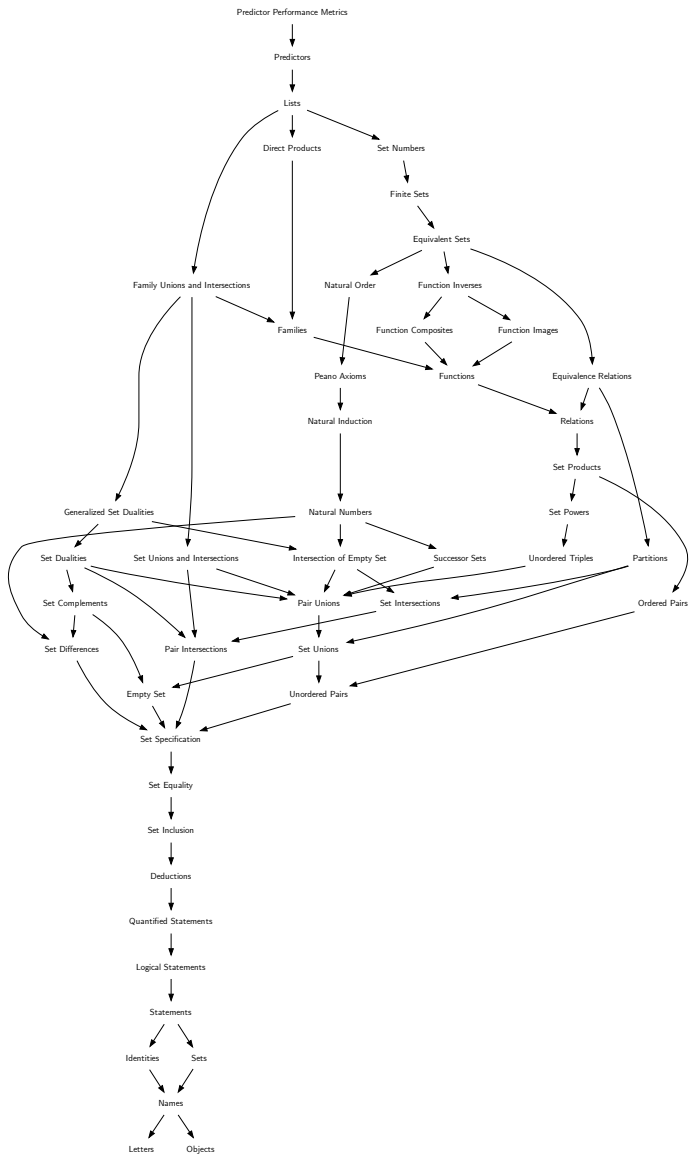 Predictor Performance Metrics
Predictors
Lists
Direct Products
Set Numbers
Finite Sets
Equivalent Sets
Family Unions and Intersections
Natural Order
Function Inverses
Families
Function Composites
Function Images
Peano Axioms
Functions
Equivalence Relations
Natural Induction
Relations
Set Products
Generalized Set Dualities
Natural Numbers
Set Powers
Set Dualities
Set Unions and Intersections
Intersection of Empty Set
Successor Sets
Unordered Triples
Partitions
Set Complements
Pair Unions
Set Intersections
Ordered Pairs
Set Differences
Pair Intersections
Set Unions
Empty Set
Unordered Pairs
Set Specification
Set Equality
Set Inclusion
Deductions
Quantified Statements
Logical Statements
Statements
Identities
Sets
Names
Letters
Objects